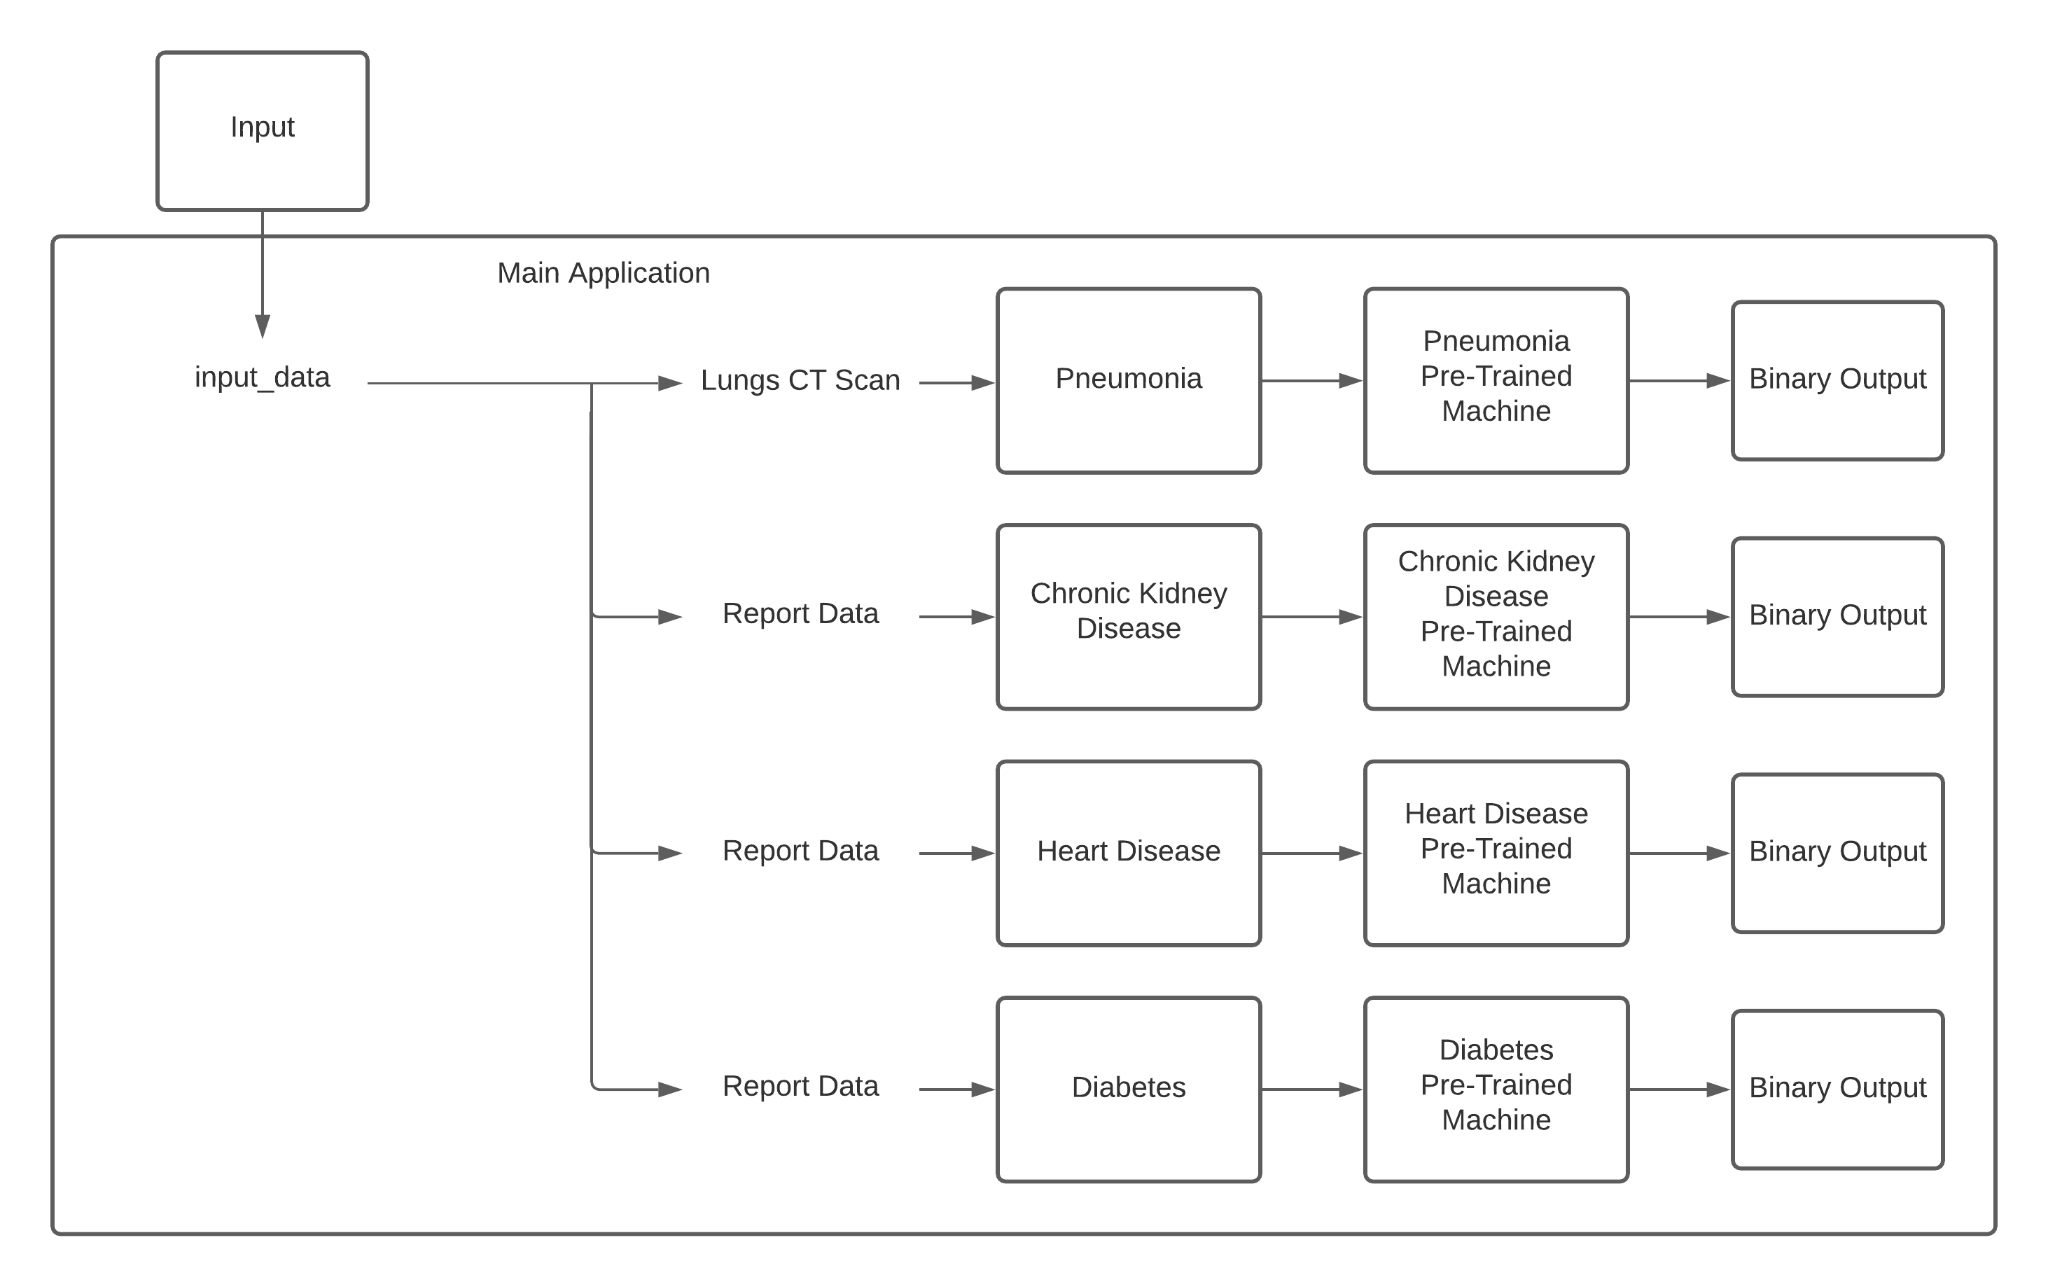 Input
Main Application
input_data
Lungs CT Scan
Pneumonia
Pneumonia
Pre-Trained
Machine
Binary Output
Report Data
Chronic Kidney
Disease
Chronic Kidney
Disease
Pre-Trained
Machine
Binary Output
Report Data
Heart Disease
Heart Disease
Pre-Trained
Machine
Binary Output
Report Data
Diabetes
Diabetes
Pre-Trained
Machine
Binary Output